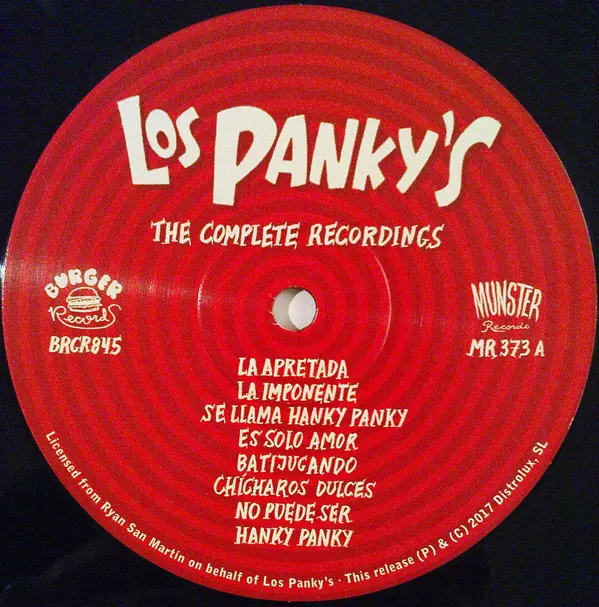 LOS PANKY'S
THE COMPLETE RECORDINGS
BURGER
Records
BRCR845
MUNSTER
Records
MR 373 A
LA APRETADA
LA IMPONENTE
SE LLAMA HANKY PANKY
ES SOLO AMOR
BATIJUGANDO
CHÍCHAROS DULCES
NO PUEDE SER
HANKY PANKY
Licensed from Ryan San Martín on behalf of Los Panky's · This release (P) & (C) 2017 Distrolux, SL